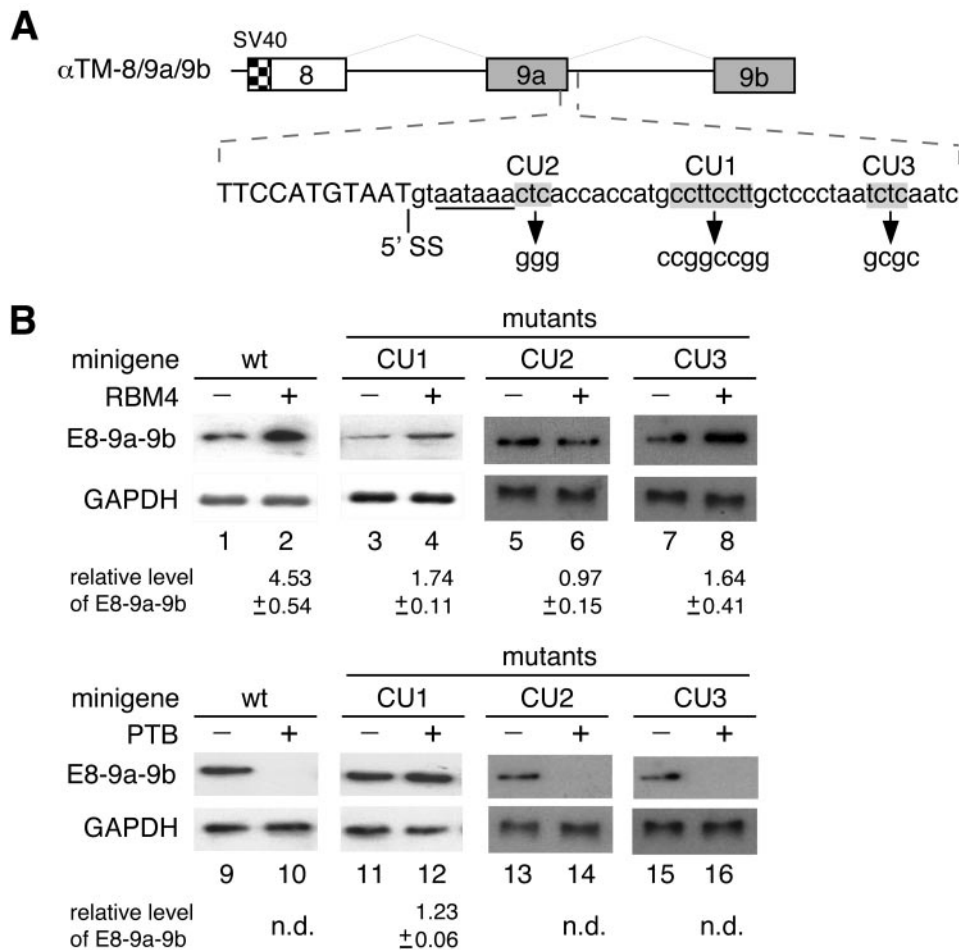 A
SV40
αTM-8/9a/9b
8 9a 9b
CU2 CU1 CU3
TTCCATGTAATgtaataaactcaccaccatgccttccttgctccctaatctcaatc
5' SS
ggg ccggccgg gcgc
B
mutants
minigene wt CU1 CU2 CU3
RBM4 – + – + – + – +
E8-9a-9b
GAPDH
1 2 3 4 5 6 7 8
relative level 4.53 1.74 0.97 1.64
of E8-9a-9b ±0.54 ±0.11 ±0.15 ±0.41
mutants
minigene wt CU1 CU2 CU3
PTB – + – + – + – +
E8-9a-9b
GAPDH
9 10 11 12 13 14 15 16
relative level n.d. 1.23 n.d. n.d.
of E8-9a-9b ±0.06